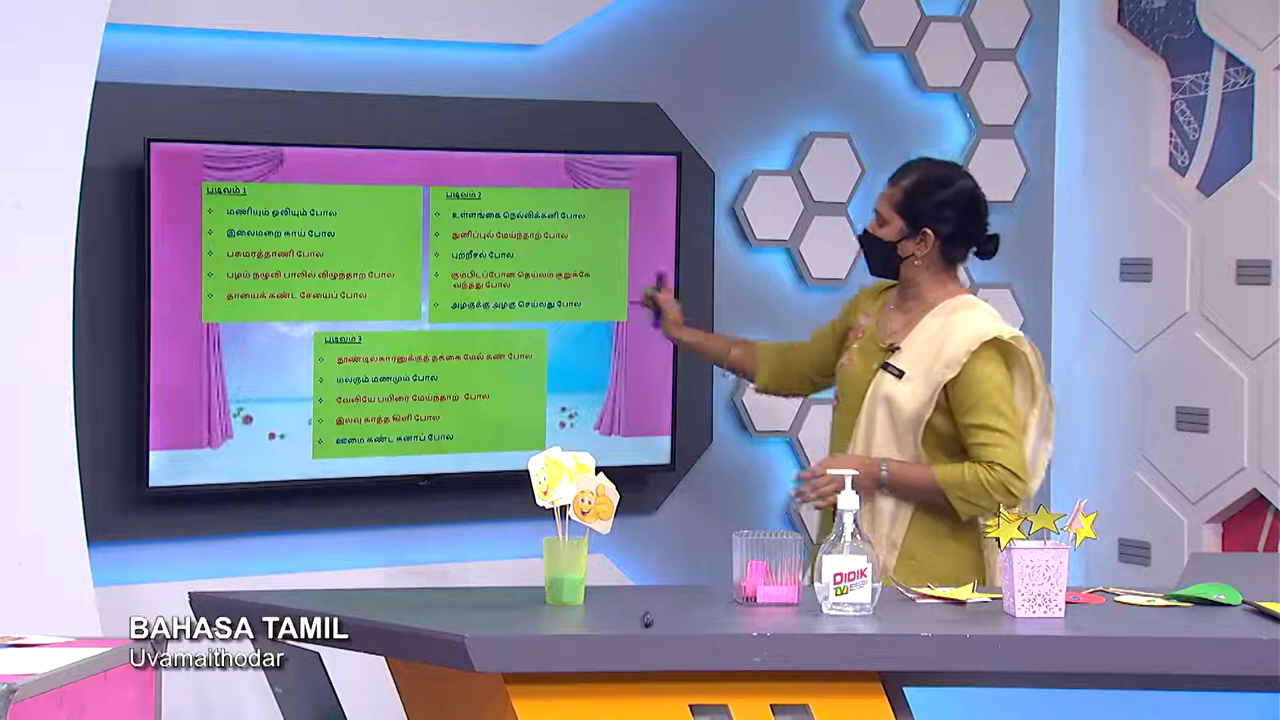 படிவம் 1
மணியும் ஒலியும் போல
இலைமறை காய் போல
பசுமரத்தாணி போல
பழம் நழுவி பாலில் விழுந்தாற் போல
தாயைக் கண்ட சேயைப் போல
படிவம் 2
உள்ளங்கை நெல்லிக்கனி போல
நுனிப்புல் மேய்ந்தாற் போல
புற்றீசல் போல
கும்பிடப்போன தெய்வம் குறுக்கே
வந்தது போல
அழகுக்கு அழகு செய்வது போல
படிவம் 3
தூண்டில்காரனுக்குத் தக்கை மேல் கண் போல
மலரும் மணமும் போல
வேலியே பயிரை மேய்ந்தாற் போல
இலவு காத்த கிளி போல
ஊமை கண்ட கனாப் போல
DIDIK
TV
BAHASA TAMIL
Uvamaithodar